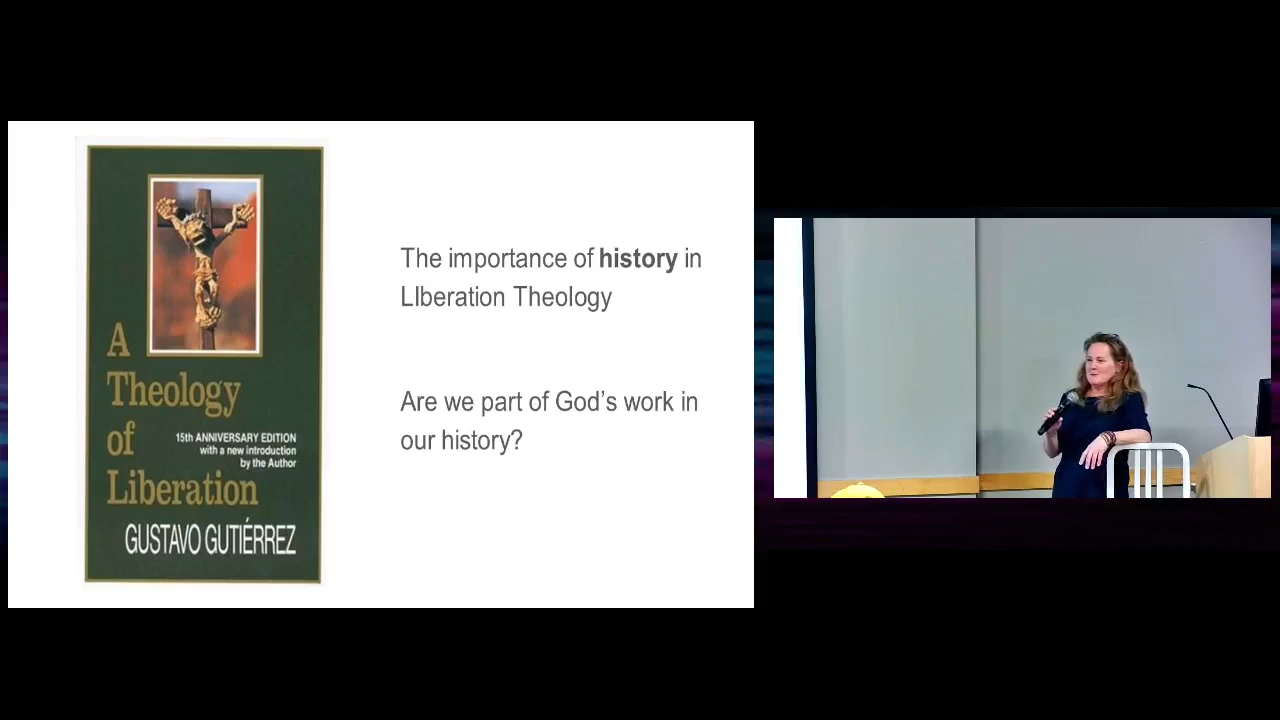 A
Theology
of
Liberation
15th ANNIVERSARY EDITION
with a new introduction
by the Author
GUSTAVO GUTIÉRREZ
The importance of history in
LIberation Theology
Are we part of God's work in
our history?